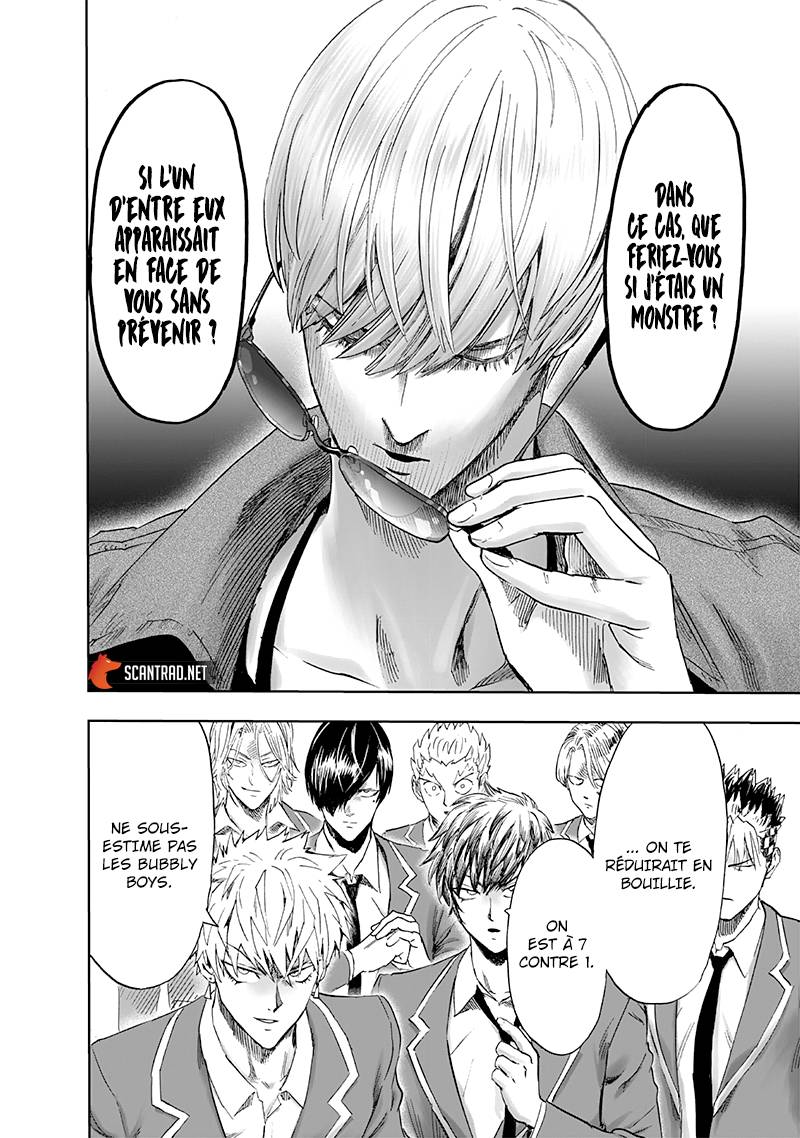 DANS
CE CAS, QUE
FERIEZ-VOUS
SI J'ÉTAIS UN
MONSTRE ?
SI L'UN
D'ENTRE EUX
APPARAISSAIT
EN FACE DE
VOUS SANS
PRÉVENIR ?
SCANTRAD.NET
... ON TE
RÉDUIRAIT EN
BOUILLIE.
ON
EST À 7
CONTRE 1.
NE SOUS-
ESTIME PAS
LES BUBBLY
BOYS.